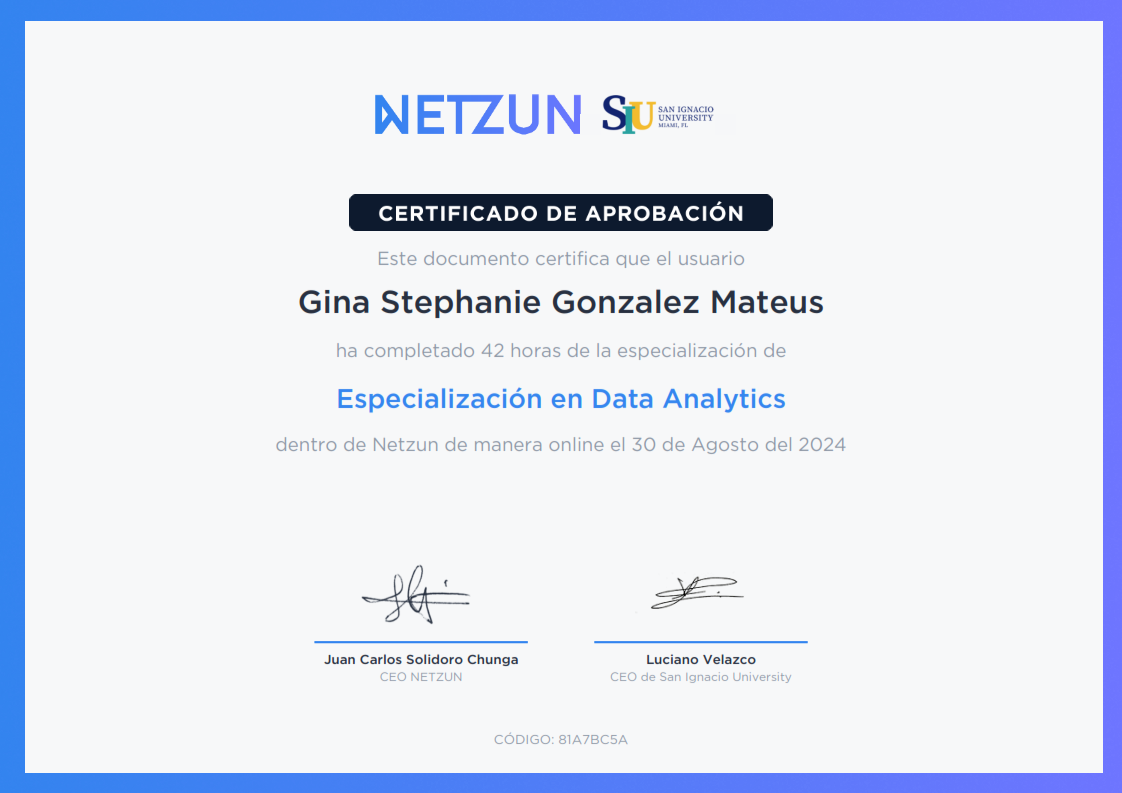 NETZUN SIU SAN IGNACIO
UNIVERSITY
MIAMI, FL
CERTIFICADO DE APROBACIÓN
Este documento certifica que el usuario
Gina Stephanie Gonzalez Mateus
ha completado 42 horas de la especialización de
Especialización en Data Analytics
dentro de Netzun de manera online el 30 de Agosto del 2024
Juan Carlos Solidoro Chunga
CEO NETZUN
Luciano Velazco
CEO de San Ignacio University
CÓDIGO: 81A7BC5A